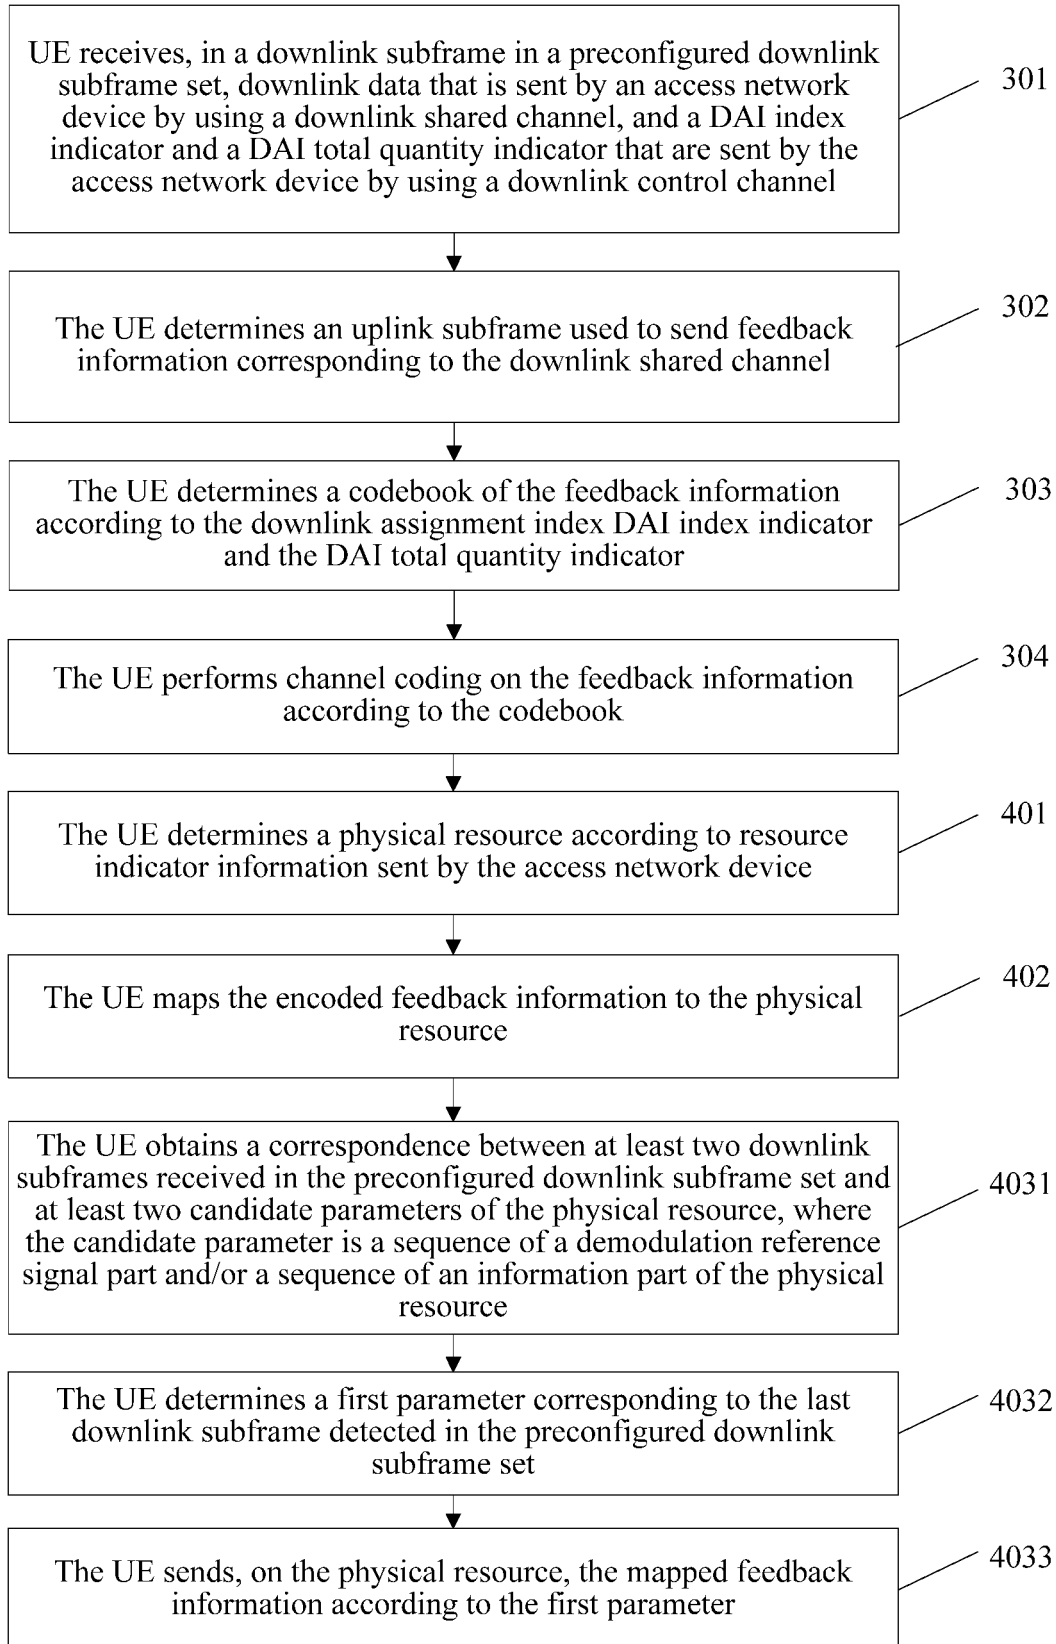 UE receives, in a downlink subframe in a preconfigured downlink
subframe set, downlink data that is sent by an access network
device by using a downlink shared channel, and a DAI index
indicator and a DAI total quantity indicator that are sent by the
access network device by using a downlink control channel
301
The UE determines an uplink subframe used to send feedback
information corresponding to the downlink shared channel
302
The UE determines a codebook of the feedback information
according to the downlink assignment index DAI index indicator
and the DAI total quantity indicator
303
The UE performs channel coding on the feedback information
according to the codebook
304
The UE determines a physical resource according to resource
indicator information sent by the access network device
401
The UE maps the encoded feedback information to the physical
resource
402
The UE obtains a correspondence between at least two downlink
subframes received in the preconfigured downlink subframe set and
at least two candidate parameters of the physical resource, where
the candidate parameter is a sequence of a demodulation reference
signal part and/or a sequence of an information part of the physical
resource
4031
The UE determines a first parameter corresponding to the last
downlink subframe detected in the preconfigured downlink
subframe set
4032
The UE sends, on the physical resource, the mapped feedback
information according to the first parameter
4033